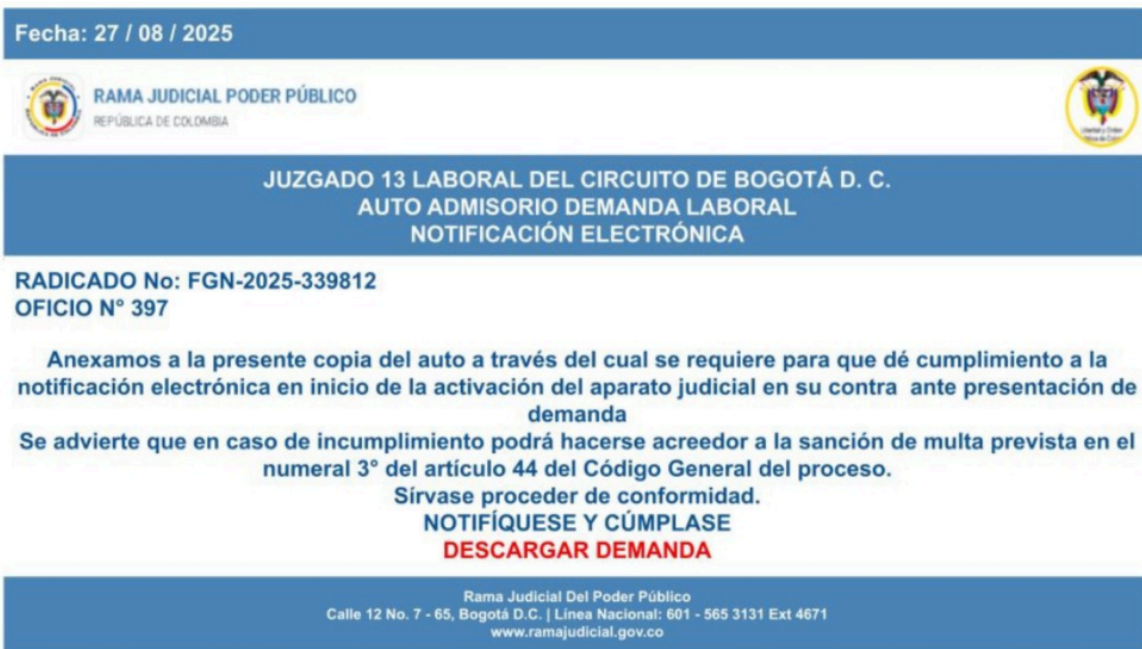 Fecha: 27 / 08 / 2025
RAMA JUDICIAL PODER PÚBLICO
REPÚBLICA DE COLOMBIA
JUZGADO 13 LABORAL DEL CIRCUITO DE BOGOTÁ D. C.
AUTO ADMISORIO DEMANDA LABORAL
NOTIFICACIÓN ELECTRÓNICA
RADICADO No: FGN-2025-339812
OFICIO N° 397
Anexamos a la presente copia del auto a través del cual se requiere para que dé cumplimiento a la
notificación electrónica en inicio de la activación del aparato judicial en su contra ante presentación de
demanda
Se advierte que en caso de incumplimiento podrá hacerse acreedor a la sanción de multa prevista en el
numeral 3° del artículo 44 del Código General del proceso.
Sírvase proceder de conformidad.
NOTIFÍQUESE Y CÚMPLASE
DESCARGAR DEMANDA
Rama Judicial Del Poder Público
Calle 12 No. 7 - 65, Bogotá D.C. | Línea Nacional: 601 - 565 3131 Ext 4671
www.ramajudicial.gov.co